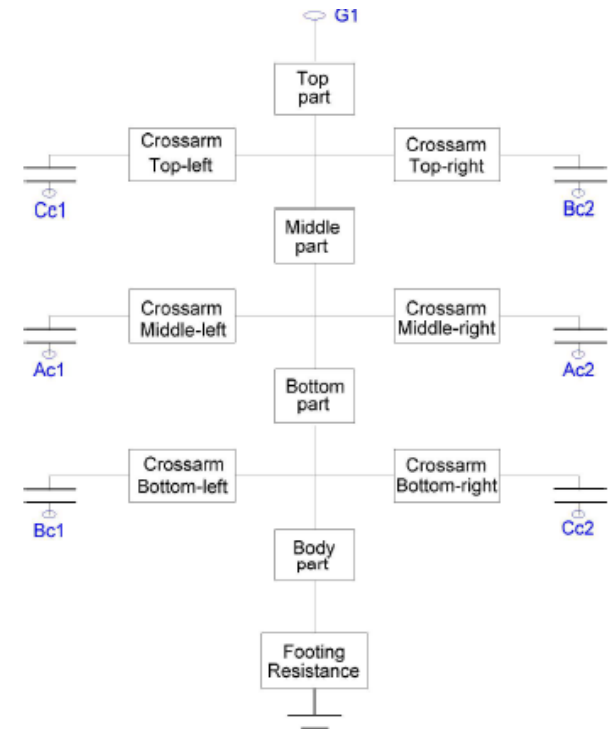 G1
Top
part
Crossarm
Top-left
Crossarm
Top-right
Cc1
Bc2
Middle
part
Crossarm
Middle-left
Crossarm
Middle-right
Ac1
Ac2
Bottom
part
Crossarm
Bottom-left
Crossarm
Bottom-right
Bc1
Cc2
Body
part
Footing
Resistance